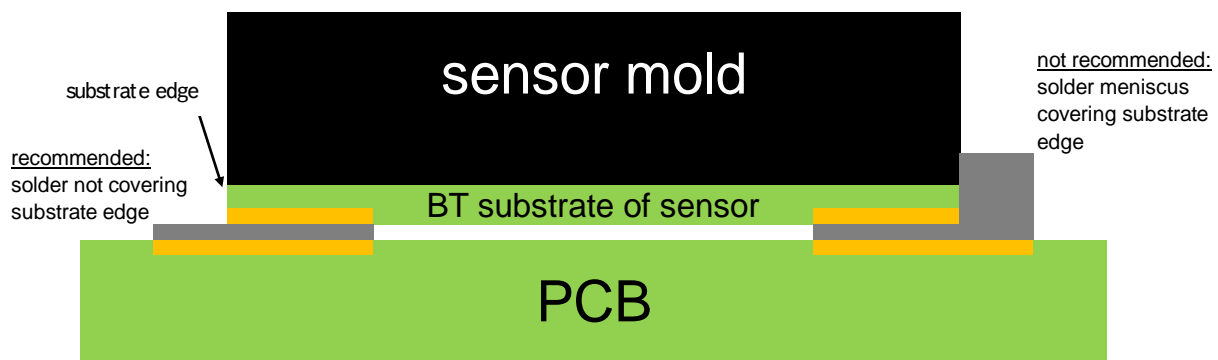 sensor mold
substrate edge
recommended:
solder not covering
substrate edge
not recommended:
solder meniscus
covering substrate
edge
BT substrate of sensor
PCB